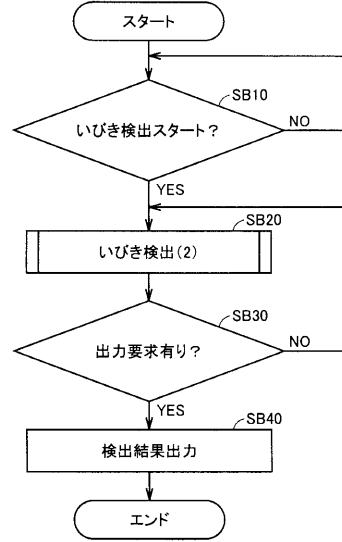 スタート
SB10
いびき検出スタート？
NO
YES
SB20
いびき検出(2)
SB30
出力要求有り？
NO
YES
SB40
検出結果出力
エンド